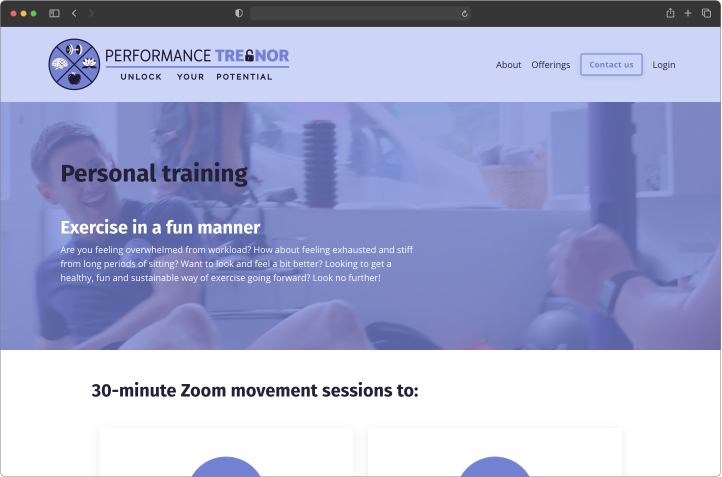 PERFORMANCE TREANOR
UNLOCK YOUR POTENTIAL
About Offerings Contact us Login
Personal training
Exercise in a fun manner
Are you feeling overwhelmed from workload? How about feeling exhausted and stiff
from long periods of sitting? Want to look and feel a bit better? Looking to get a
healthy, fun and sustainable way of exercise going forward? Look no further!
30-minute Zoom movement sessions to: